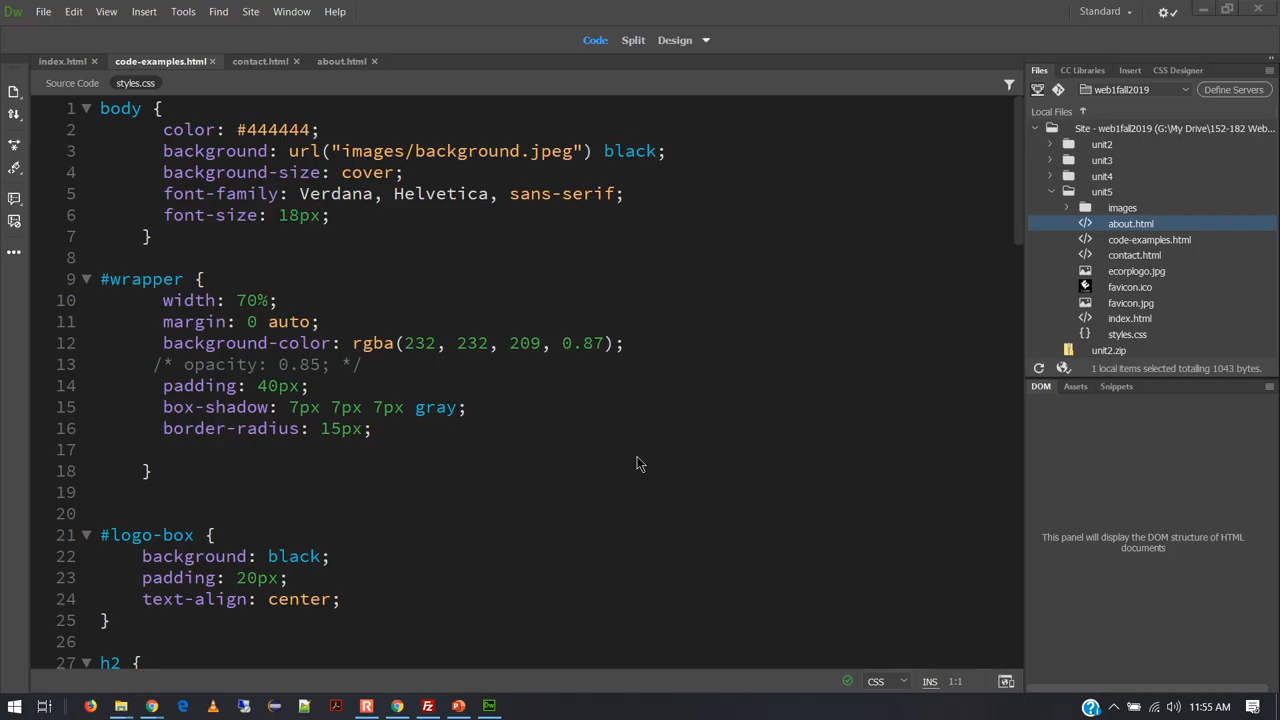 Dw File Edit View Insert Tools Find Site Window Help Standard
Code Split Design
index.html × code-examples.html × contact.html × about.html ×
Source Code styles.css
1 body {
2 color: #444444;
3 background: url("images/background.jpeg") black;
4 background-size: cover;
5 font-family: Verdana, Helvetica, sans-serif;
6 font-size: 18px;
7 }
8
9 #wrapper {
10 width: 70%;
11 margin: 0 auto;
12 background-color: rgba(232, 232, 209, 0.87);
13 /* opacity: 0.85; */
14 padding: 40px;
15 box-shadow: 7px 7px 7px gray;
16 border-radius: 15px;
17
18 }
19
20
21 #logo-box {
22 background: black;
23 padding: 20px;
24 text-align: center;
25 }
26
27 h2 {
CSS INS 1:1
Files CC Libraries Insert CSS Designer
web1fall2019 Define Servers
Local Files
Site - web1fall2019 (G:\My Drive\152-182 Web...
unit2
unit3
unit4
unit5
images
about.html
code-examples.html
contact.html
ecorplogo.jpg
favicon.ico
favicon.jpg
index.html
styles.css
unit2.zip
1 local items selected totalling 1043 bytes.
DOM Assets Snippets
This panel will display the DOM structure of HTML
documents
11:55 AM